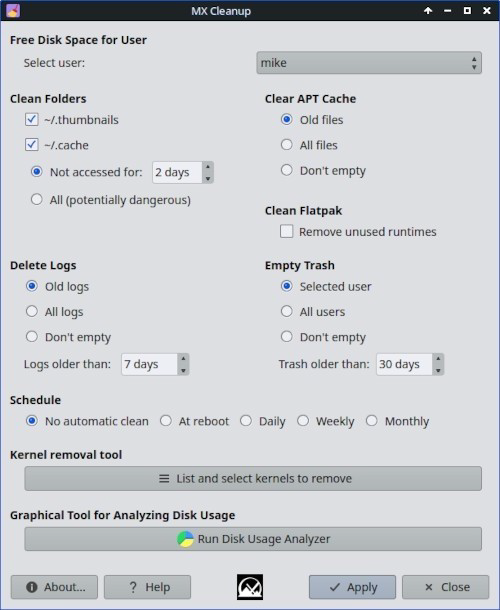 MX Cleanup
Free Disk Space for User
Select user: mike
Clean Folders
~/.thumbnails
~/.cache
Not accessed for: 2 days
All (potentially dangerous)
Clear APT Cache
Old files
All files
Don't empty
Clean Flatpak
Remove unused runtimes
Delete Logs
Old logs
All logs
Don't empty
Logs older than: 7 days
Empty Trash
Selected user
All users
Don't empty
Trash older than: 30 days
Schedule
No automatic clean At reboot Daily Weekly Monthly
Kernel removal tool
List and select kernels to remove
Graphical Tool for Analyzing Disk Usage
Run Disk Usage Analyzer
About... ? Help Apply Close